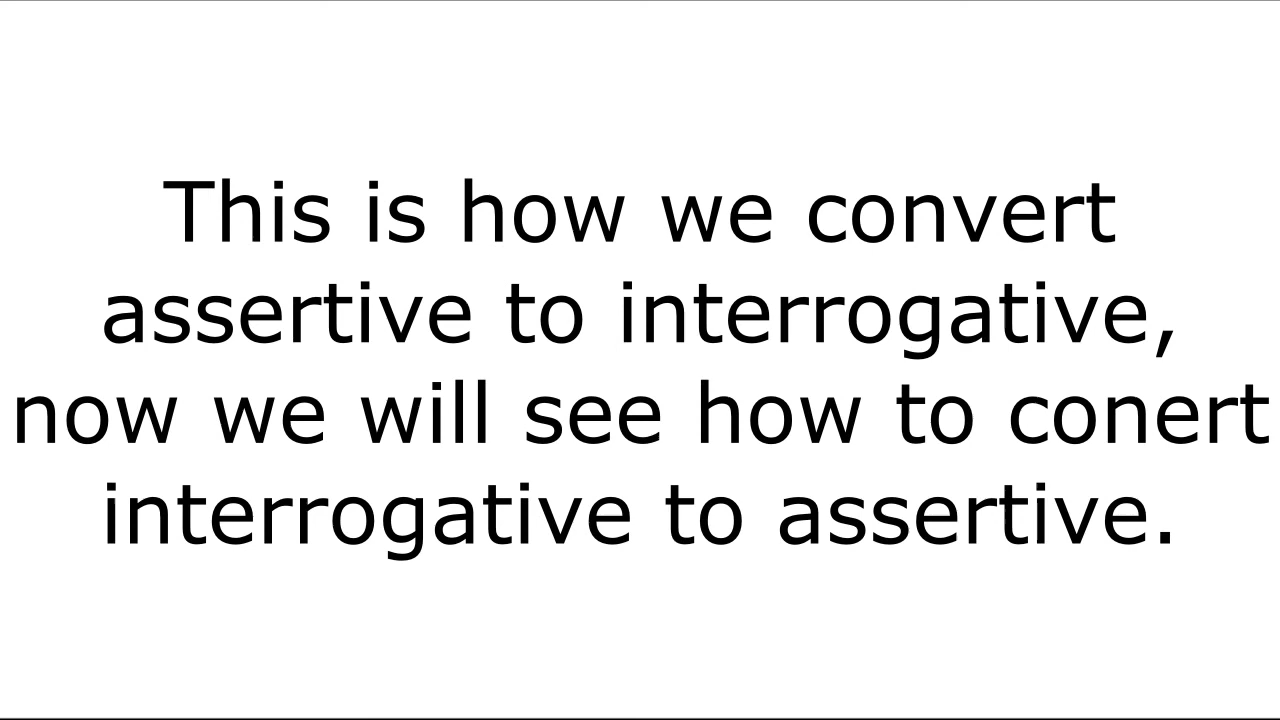 This is how we convert
assertive to interrogative,
now we will see how to conert
interrogative to assertive.